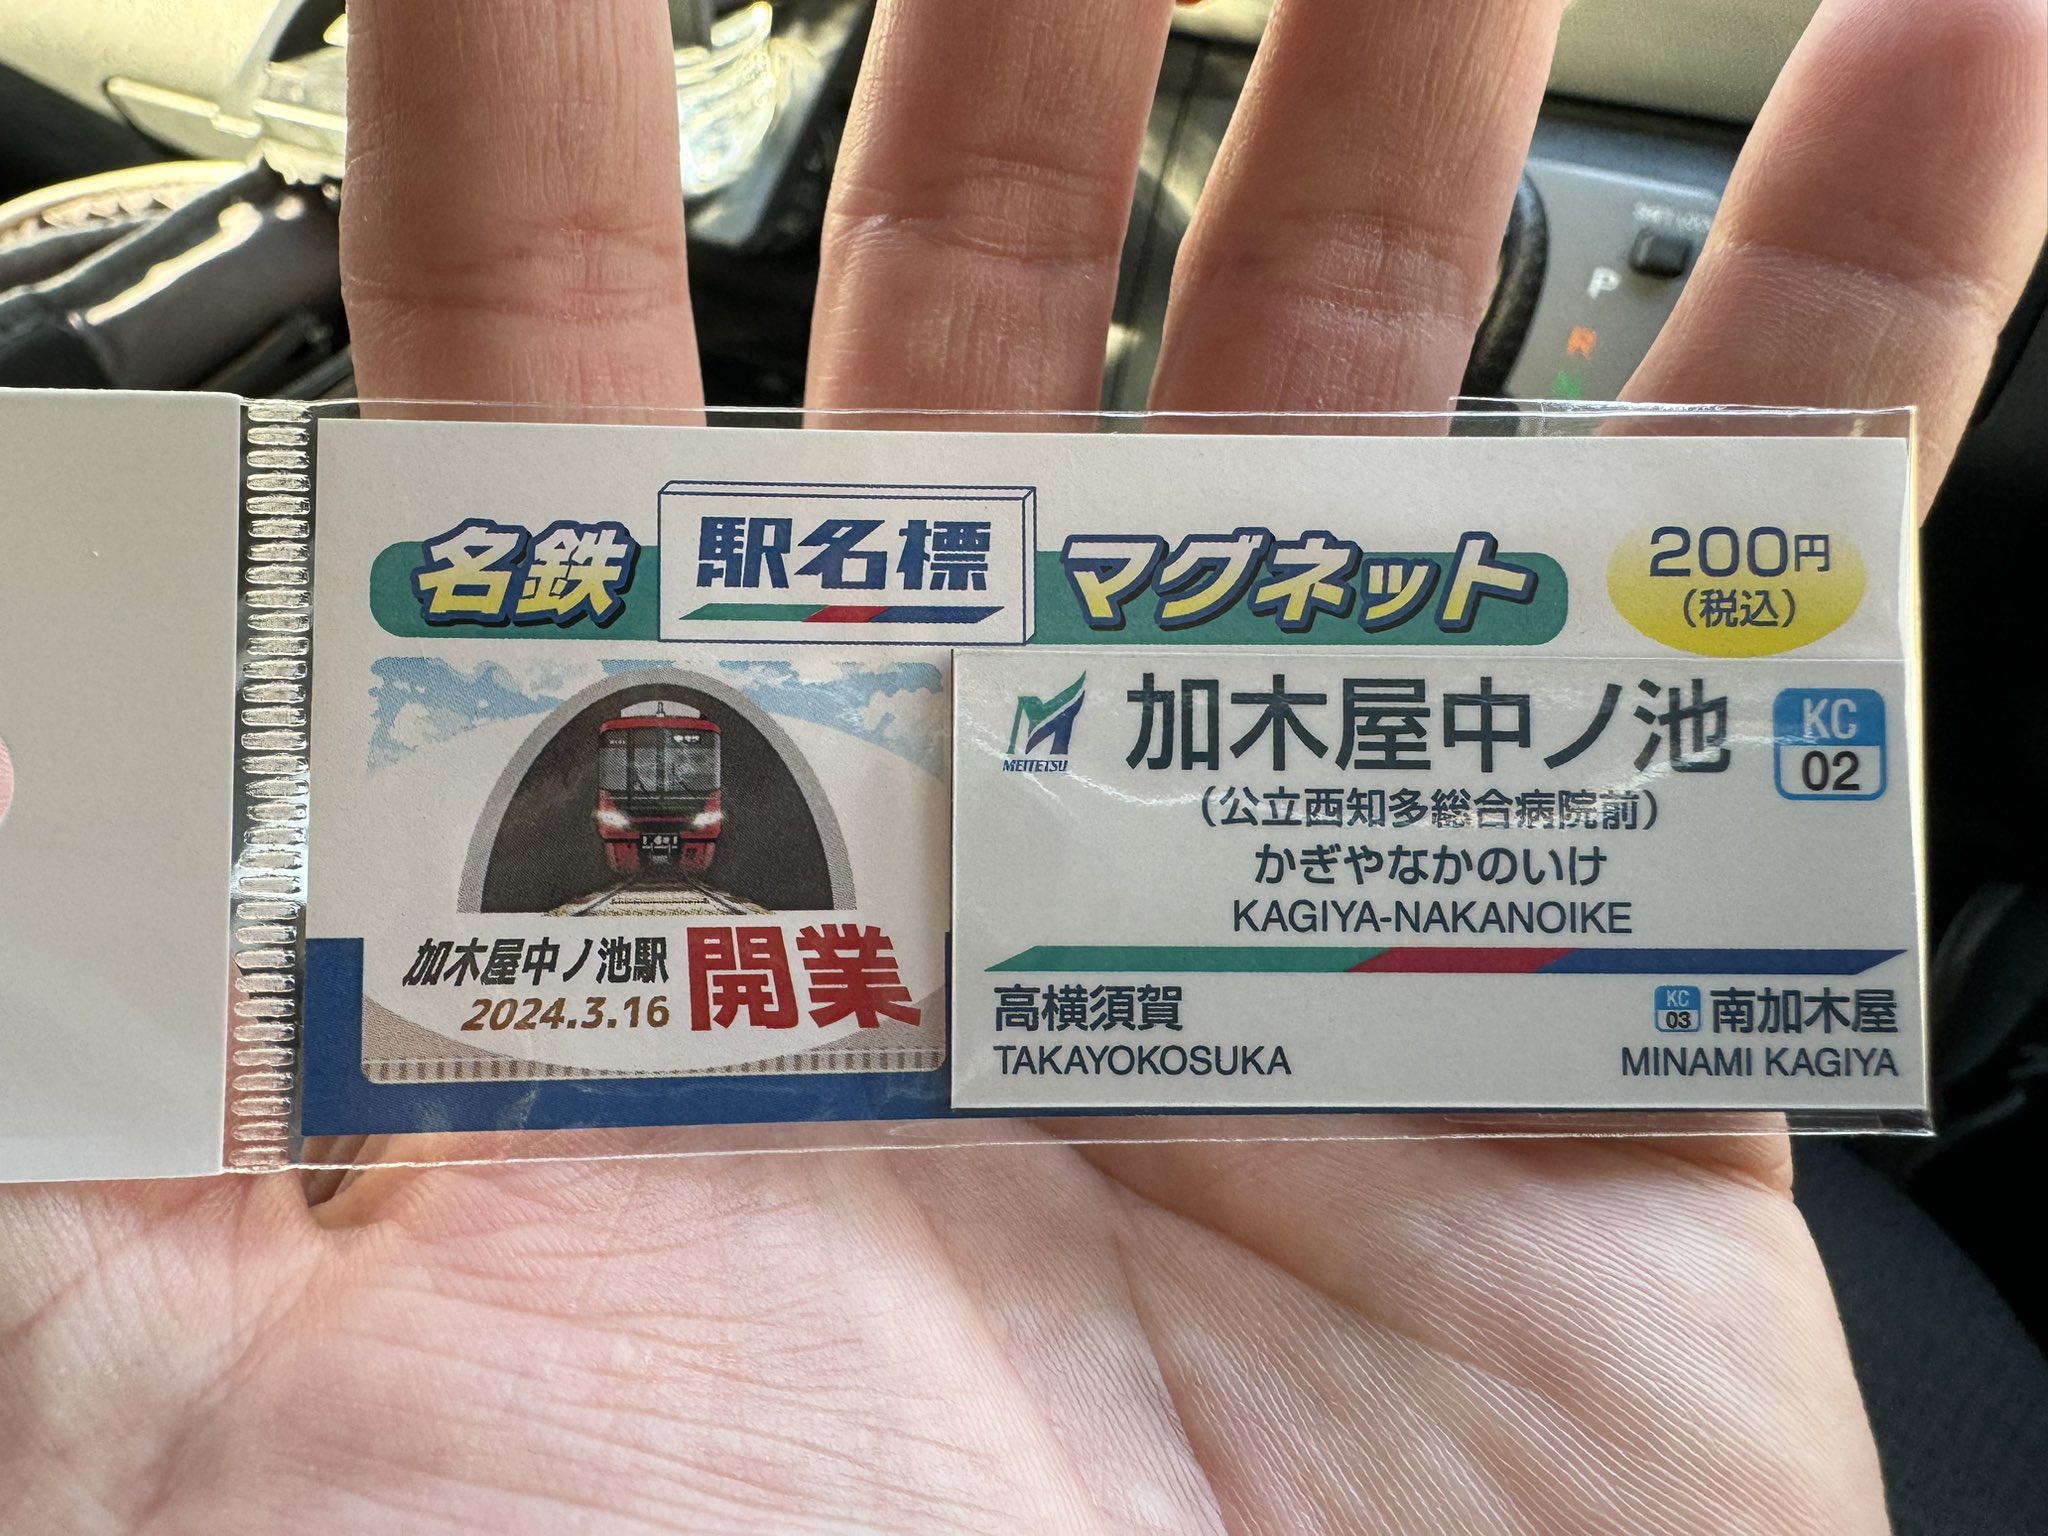 名鉄 駅名標 マグネット
200円
(税込)
MEITETSU
加木屋中ノ池
KC
02
(公立西知多総合病院前)
かぎやなかのいけ
KAGIYA-NAKANOIKE
高横須賀
TAKAYOKOSUKA
KC
03
南加木屋
MINAMI KAGIYA
加木屋中ノ池駅
2024.3.16
開業
P
R
N